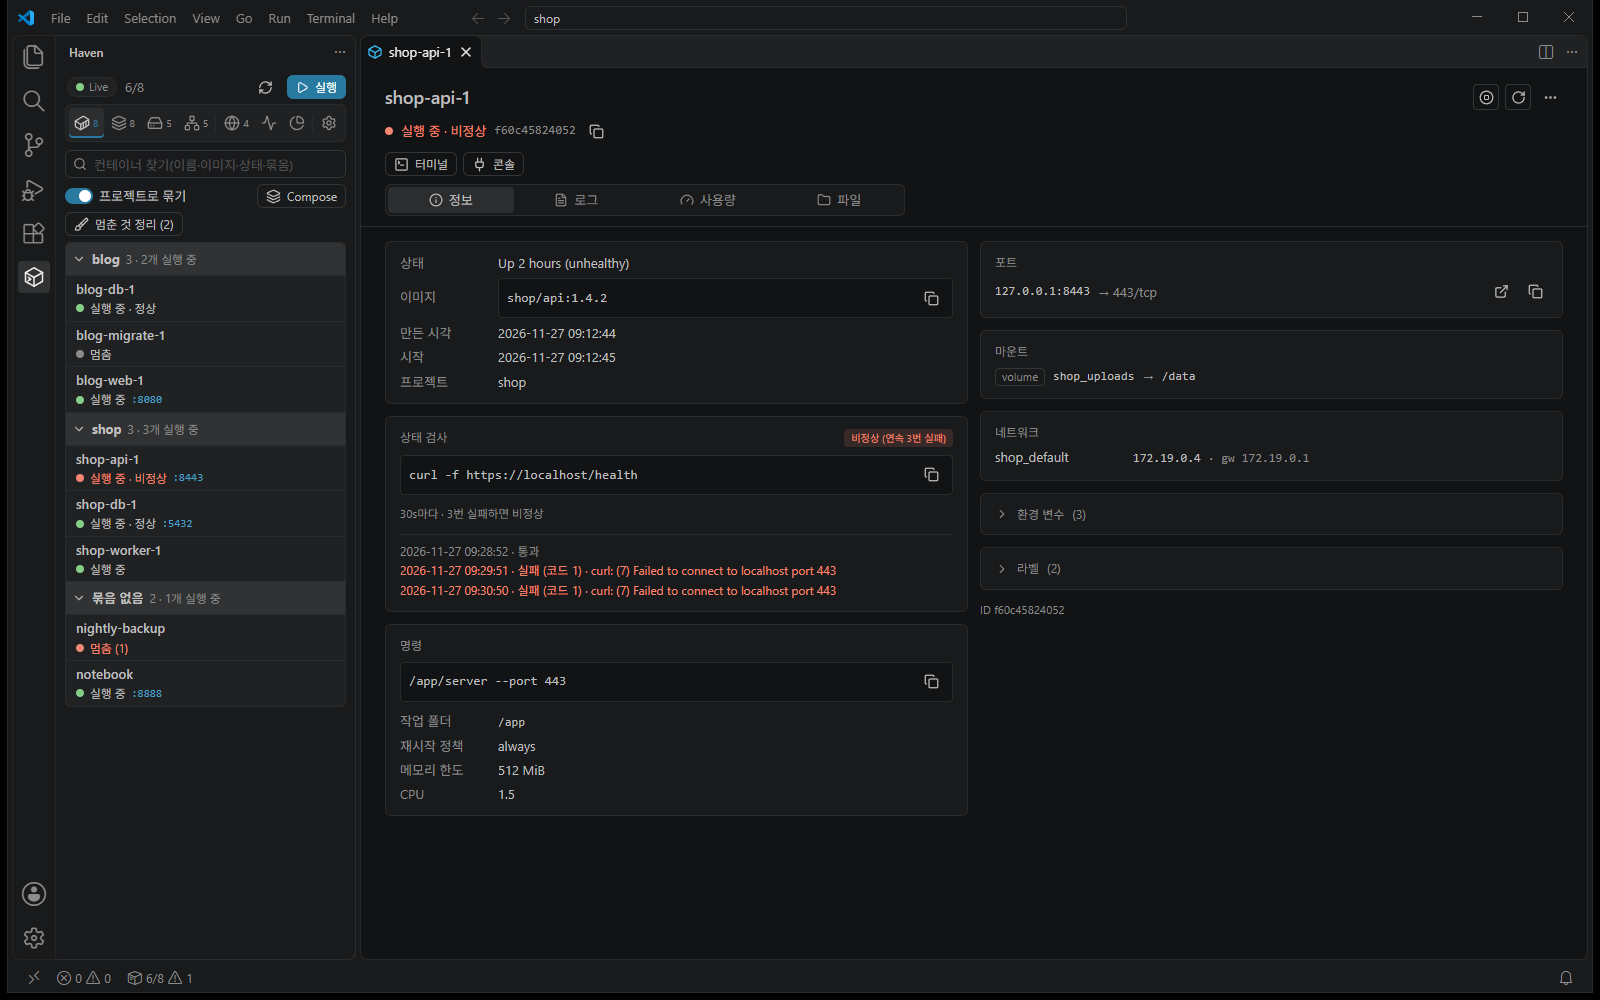 File Edit Selection View Go Run Terminal Help
shop
Haven
Live 6/8 실행
8 8 5 5 4
컨테이너 찾기(이름·이미지·상태·묶음)
프로젝트로 묶기 Compose
멈춘 것 정리 (2)
blog 3 · 2개 실행 중
blog-db-1
실행 중 · 정상
blog-migrate-1
멈춤
blog-web-1
실행 중 :8080
shop 3 · 3개 실행 중
shop-api-1
실행 중 · 비정상 :8443
shop-db-1
실행 중 · 정상 :5432
shop-worker-1
실행 중
묶음 없음 2 · 1개 실행 중
nightly-backup
멈춤 (1)
notebook
실행 중 :8888
shop-api-1
shop-api-1
실행 중 · 비정상 f60c45824052
터미널 콘솔
정보 로그 사용량 파일
상태 Up 2 hours (unhealthy)
이미지 shop/api:1.4.2
만든 시각 2026-11-27 09:12:44
시작 2026-11-27 09:12:45
프로젝트 shop
상태 검사 비정상 (연속 3번 실패)
curl -f https://localhost/health
30s마다 · 3번 실패하면 비정상
2026-11-27 09:28:52 · 통과
2026-11-27 09:29:51 · 실패 (코드 1) · curl: (7) Failed to connect to localhost port 443
2026-11-27 09:30:50 · 실패 (코드 1) · curl: (7) Failed to connect to localhost port 443
명령
/app/server --port 443
작업 폴더 /app
재시작 정책 always
메모리 한도 512 MiB
CPU 1.5
포트
127.0.0.1:8443 → 443/tcp
마운트
volume shop_uploads → /data
네트워크
shop_default 172.19.0.4 · gw 172.19.0.1
환경 변수 (3)
라벨 (2)
ID f60c45824052
0 0 6/8 1